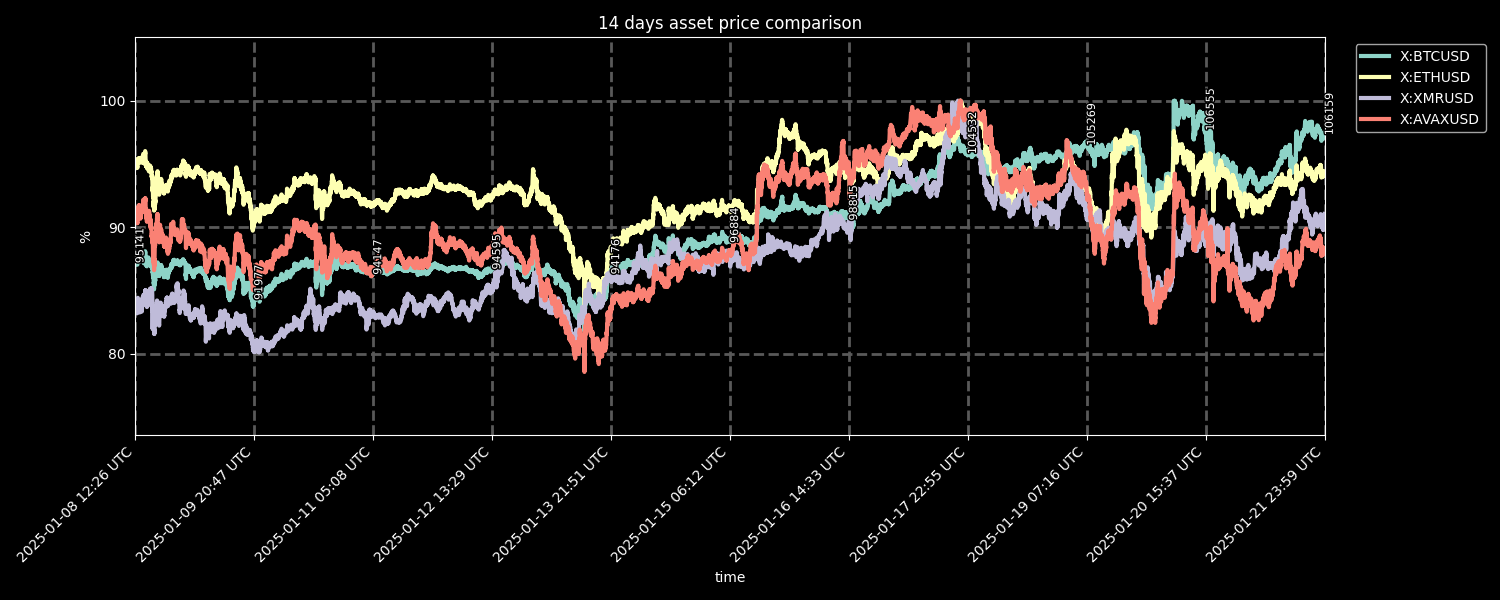 14 days asset price comparison
X:BTCUSD
X:ETHUSD
X:XMRUSD
X:AVAXUSD
%
100
90
80
95141
91977
94147
94595
94176
96884
98815
104532
105269
106555
106159
2025-01-08 12:26 UTC
2025-01-09 20:47 UTC
2025-01-11 05:08 UTC
2025-01-12 13:29 UTC
2025-01-13 21:51 UTC
2025-01-15 06:12 UTC
2025-01-16 14:33 UTC
2025-01-17 22:55 UTC
2025-01-19 07:16 UTC
2025-01-20 15:37 UTC
2025-01-21 23:59 UTC
time